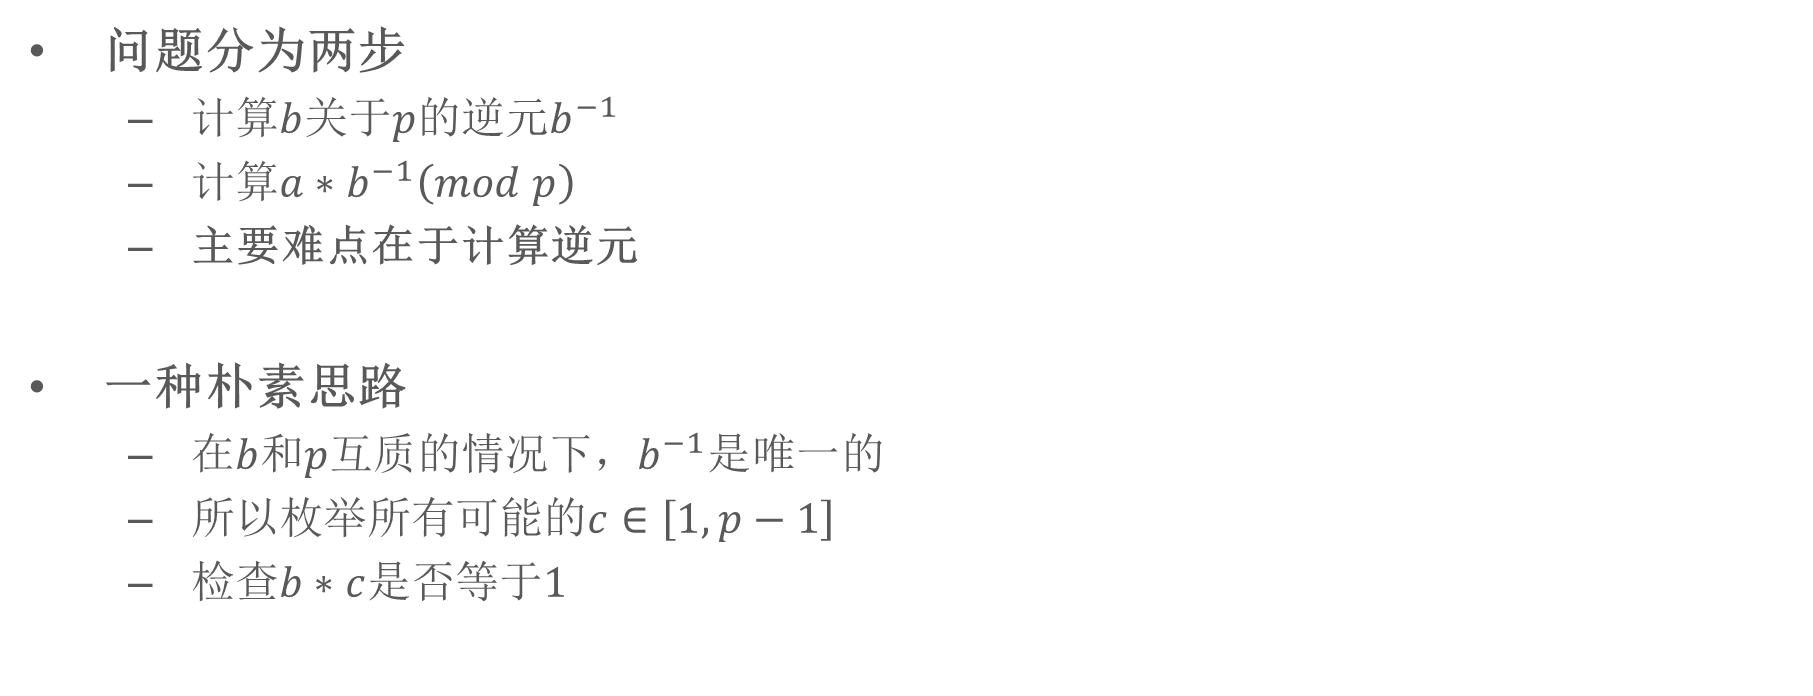 • 问题分为两步
– 计算b关于p的逆元b⁻¹
– 计算a ∗ b⁻¹(mod p)
– 主要难点在于计算逆元
• 一种朴素思路
– 在b和p互质的情况下，b⁻¹是唯一的
– 所以枚举所有可能的c ∈ [1, p − 1]
– 检查b ∗ c是否等于1